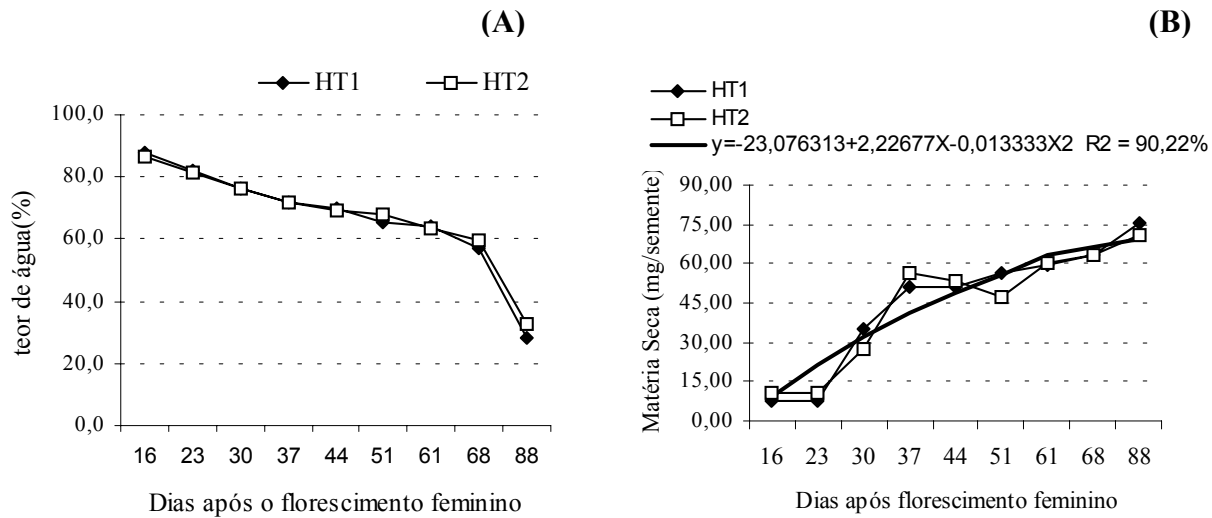 (A)
HT1 HT2
100,0
80,0
60,0
40,0
20,0
0,0
teor de água(%)
16 23 30 37 44 51 61 68 88
Dias após o florescimento feminino
(B)
HT1
HT2
y=-23,076313+2,22677X-0,013333X2 R2 = 90,22%
90,00
75,00
60,00
45,00
30,00
15,00
0,00
Matéria Seca (mg/semente)
16 23 30 37 44 51 61 68 88
Dias após florescimento feminino